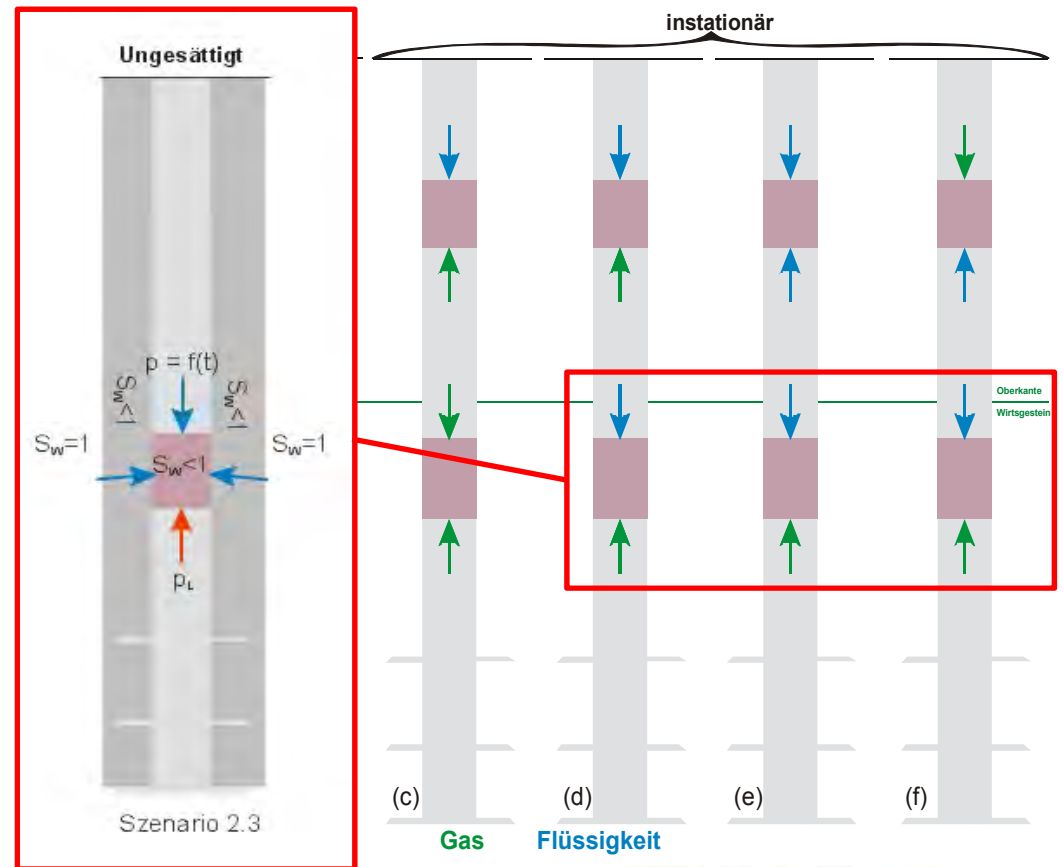 Ungesättigt
p = f(t)
Sw<1
Sw<1
Sw=1
Sw<1
Sw=1
pL
Szenario 2.3
instationär
Oberkante
Wirtsgestein
(c)
(d)
(e)
(f)
Gas
Flüssigkeit